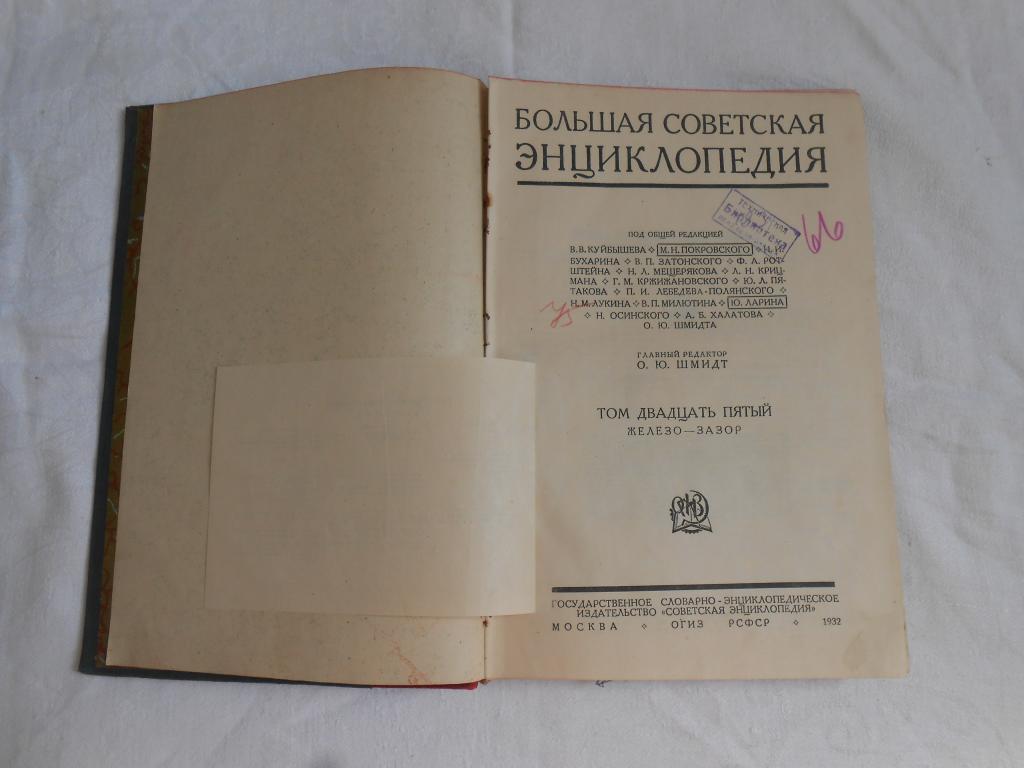 БОЛЬШАЯ СОВЕТСКАЯ
ЭНЦИКЛОПЕДИЯ
ПОД ОБЩЕЙ РЕДАКЦИЕЙ
В. В. КУЙБЫШЕВА ✧ М. Н. ПОКРОВСКОГО ✧ Н. И.
БУХАРИНА ✧ В. П. ЗАТОНСКОГО ✧ Ф. А. РОТ-
ШТЕЙНА ✧ Н. Л. МЕЩЕРЯКОВА ✧ Л. Н. КРИЦ-
МАНА ✧ Г. М. КРЖИЖАНОВСКОГО ✧ Ю. Л. ПЯ-
ТАКОВА ✧ П. И. ЛЕБЕДЕВА-ПОЛЯНСКОГО ✧
Н. М. ЛУКИНА ✧ В. П. МИЛЮТИНА ✧ Ю. ЛАРИНА
✧ Н. ОСИНСКОГО ✧ А. Б. ХАЛАТОВА ✧
О. Ю. ШМИДТА
Библиотека
66
ГЛАВНЫЙ РЕДАКТОР
О. Ю. ШМИДТ
ТОМ ДВАДЦАТЬ ПЯТЫЙ
ЖЕЛЕЗО—ЗАЗОР
ГОСУДАРСТВЕННОЕ СЛОВАРНО-ЭНЦИКЛОПЕДИЧЕСКОЕ
ИЗДАТЕЛЬСТВО «СОВЕТСКАЯ ЭНЦИКЛОПЕДИЯ»
МОСКВА ✧ ОГИЗ РСФСР ✧ 1932